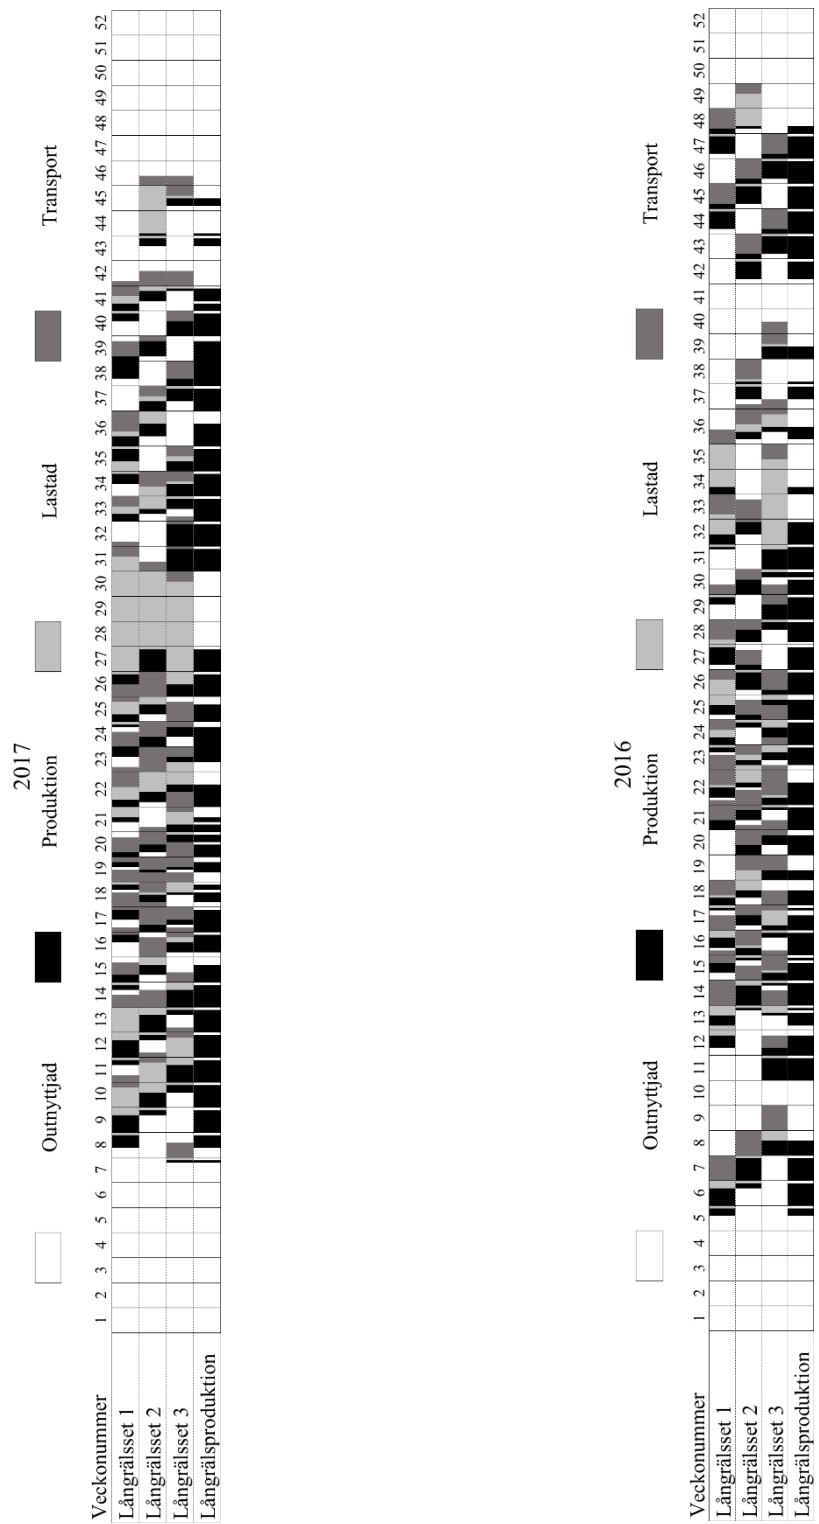 2017
Outnyttjad Produktion Lastad Transport
Veckonummer 1 2 3 4 5 6 7 8 9 10 11 12 13 14 15 16 17 18 19 20 21 22 23 24 25 26 27 28 29 30 31 32 33 34 35 36 37 38 39 40 41 42 43 44 45 46 47 48 49 50 51 52
Långrälsset 1
Långrälsset 2
Långrälsset 3
Långrälsproduktion
2016
Outnyttjad Produktion Lastad Transport
Veckonummer 1 2 3 4 5 6 7 8 9 10 11 12 13 14 15 16 17 18 19 20 21 22 23 24 25 26 27 28 29 30 31 32 33 34 35 36 37 38 39 40 41 42 43 44 45 46 47 48 49 50 51 52
Långrälsset 1
Långrälsset 2
Långrälsset 3
Långrälsproduktion